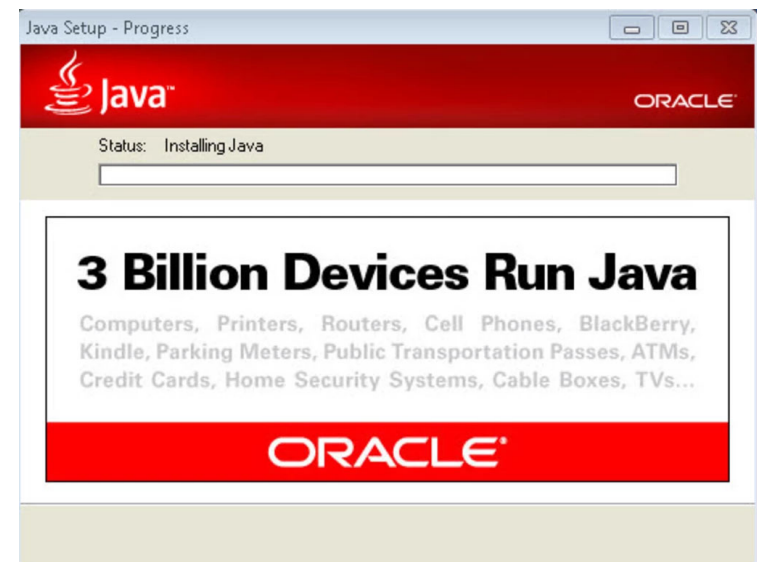 Java Setup - Progress
Java™
ORACLE®
Status: Installing Java
3 Billion Devices Run Java
Computers, Printers, Routers, Cell Phones, BlackBerry,
Kindle, Parking Meters, Public Transportation Passes, ATMs,
Credit Cards, Home Security Systems, Cable Boxes, TVs...
ORACLE®